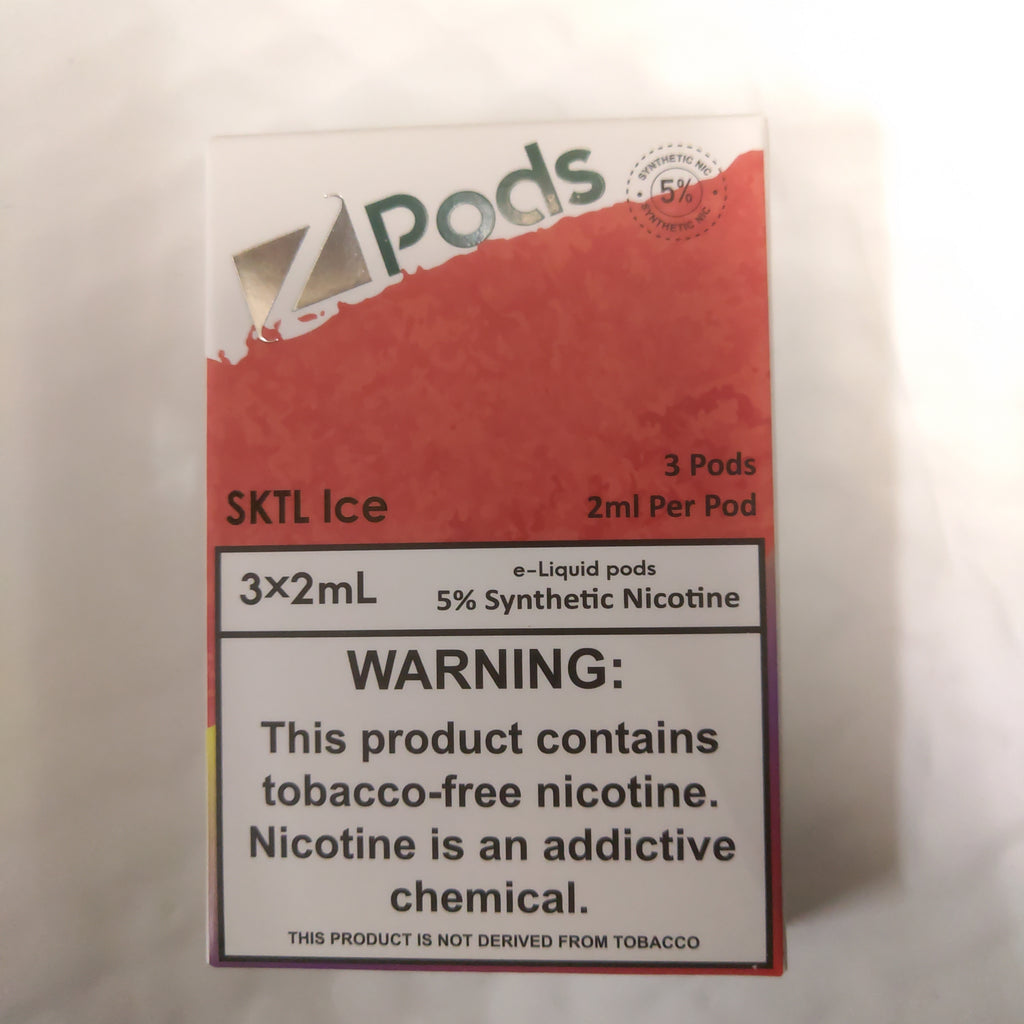 Z Pods
SYNTHETIC NIC
5%
SYNTHETIC NIC
3 Pods
SKTL Ice
2ml Per Pod
3×2mL
e-Liquid pods
5% Synthetic Nicotine
WARNING:
This product contains
tobacco-free nicotine.
Nicotine is an addictive
chemical.
THIS PRODUCT IS NOT DERIVED FROM TOBACCO